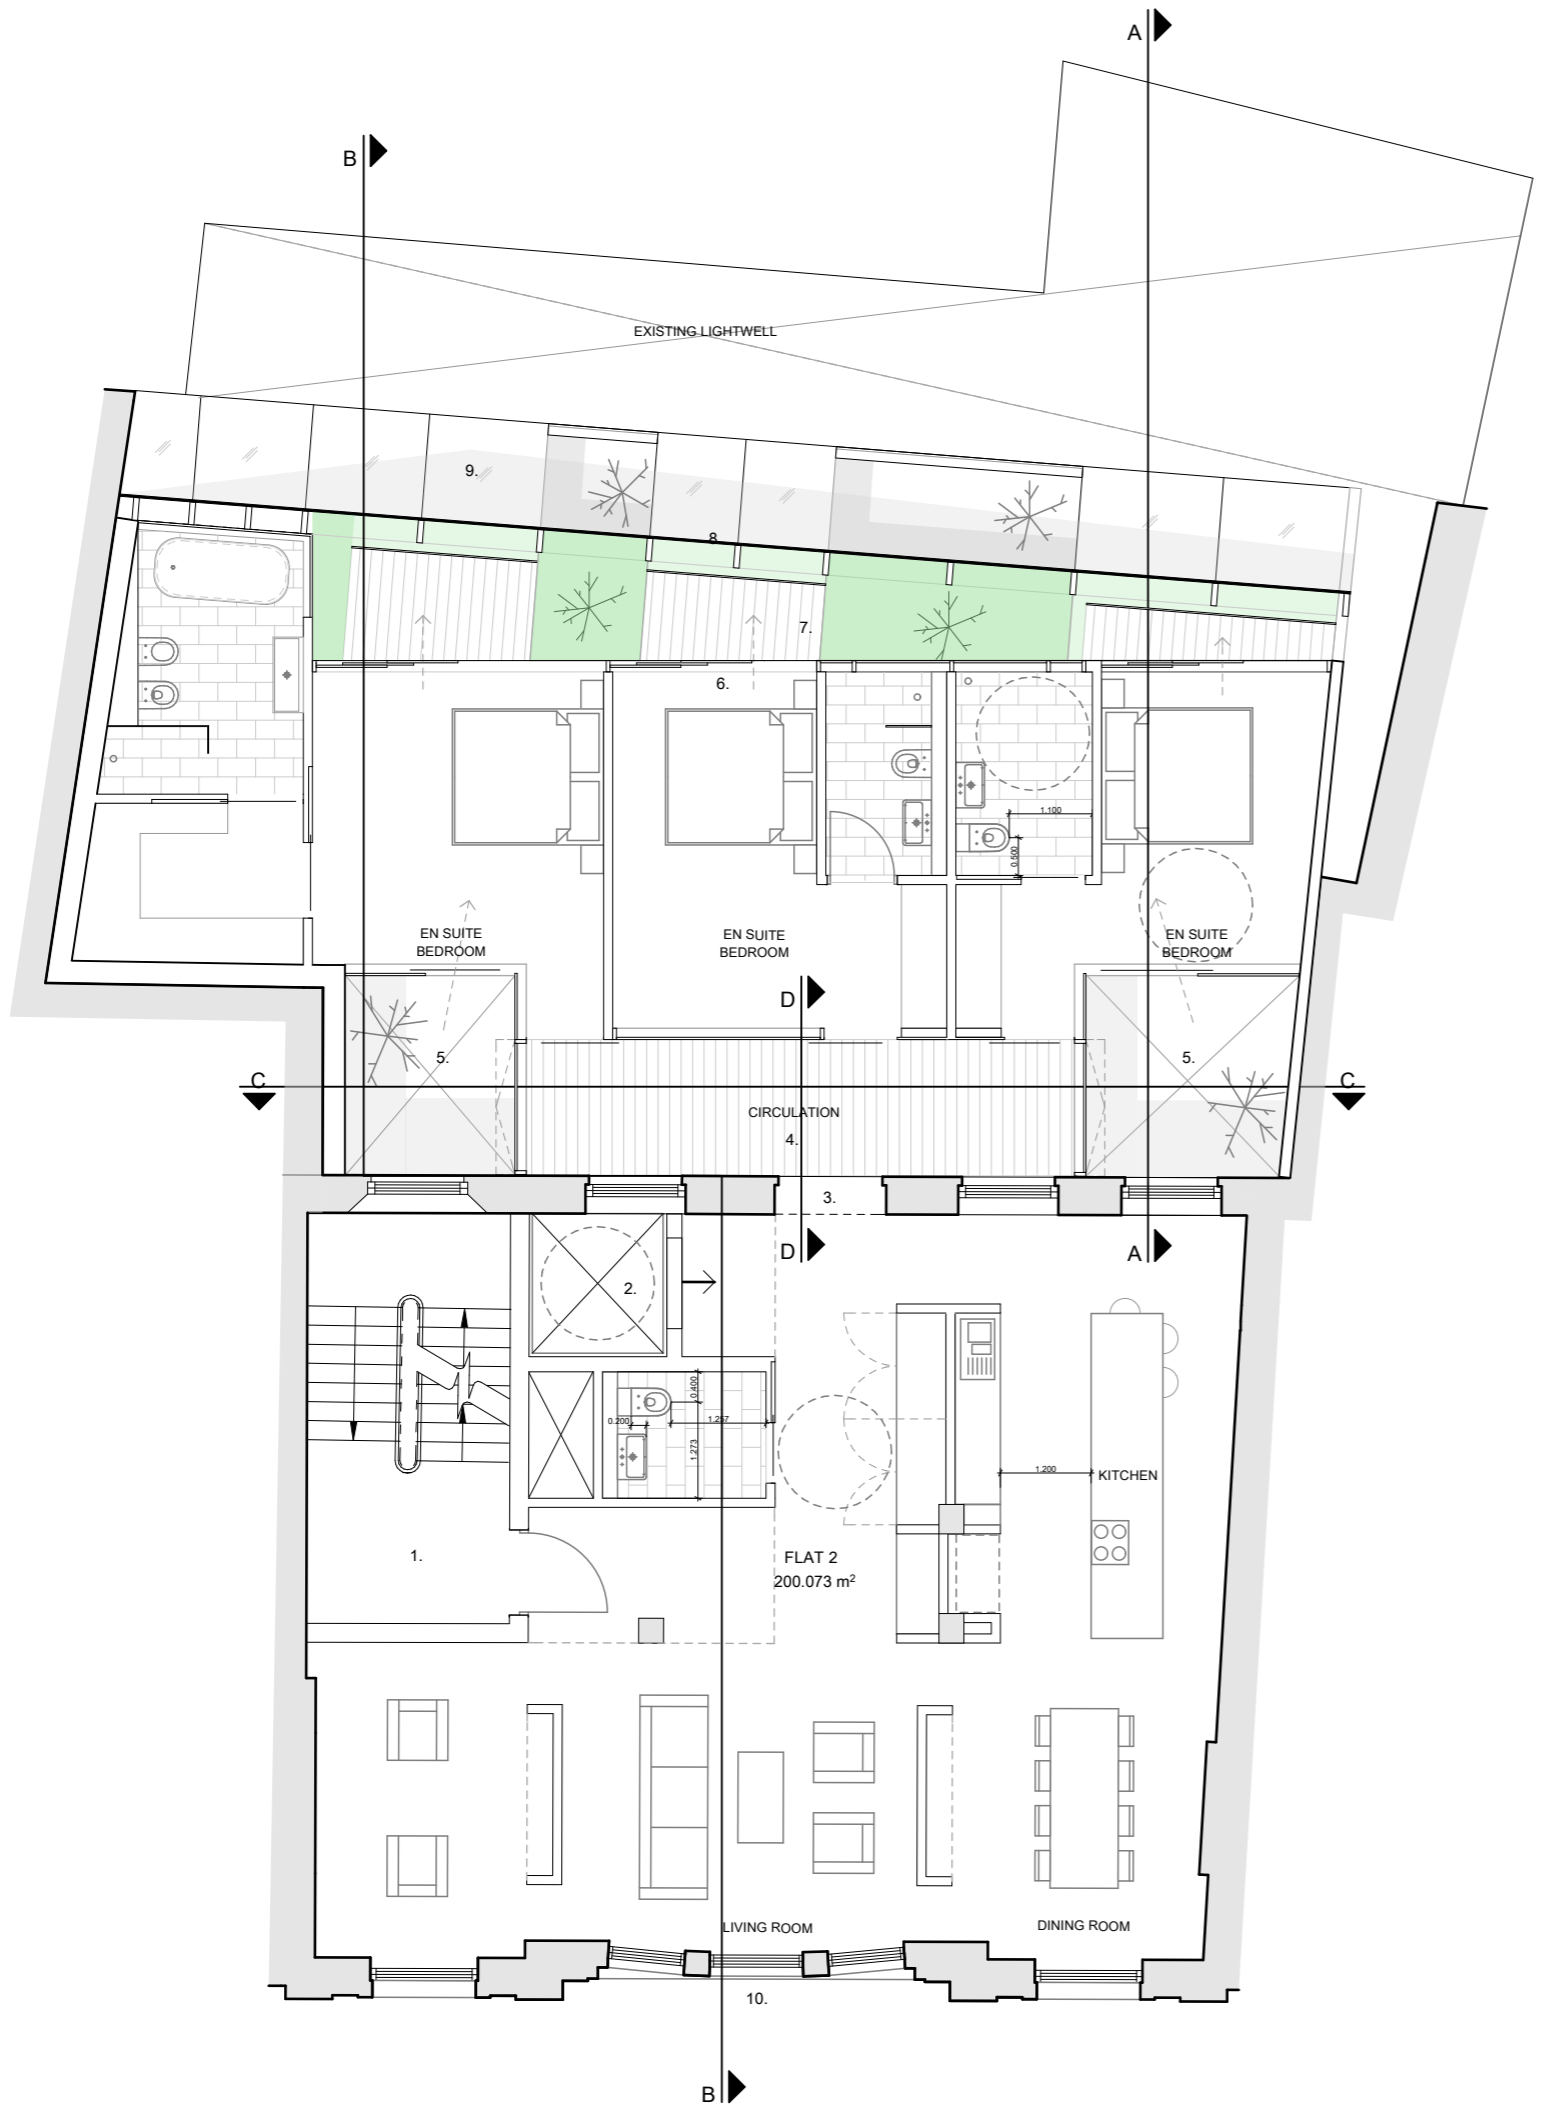 A
B
EXISTING LIGHTWELL
9.
8
7.
6.
1.100
0.500
EN SUITE
BEDROOM
EN SUITE
BEDROOM
EN SUITE
BEDROOM
D
5.
5.
C
C
CIRCULATION
4.
3.
D
A
2.
0.400
0.200
1.257
1.273
1.200
KITCHEN
1.
FLAT 2
200.073 m²
LIVING ROOM
DINING ROOM
10.
B